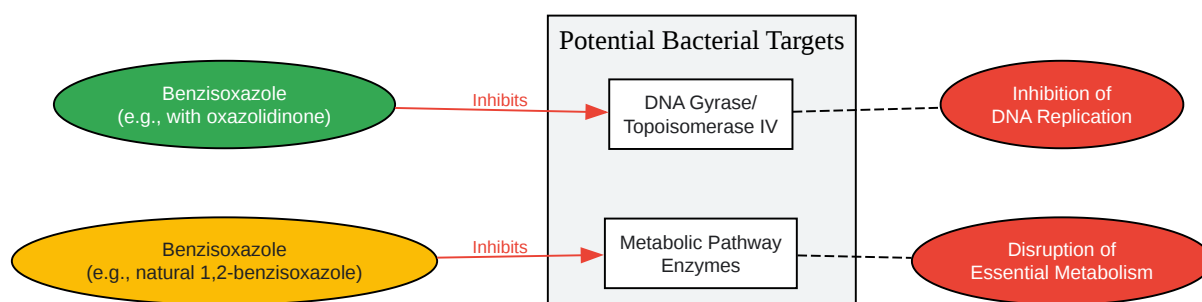 Potential Bacterial Targets
Benzisoxazole
(e.g., with oxazolidinone)
Inhibits
DNA Gyrase/
Topoisomerase IV
Inhibition of
DNA Replication
Benzisoxazole
(e.g., natural 1,2-benzisoxazole)
Inhibits
Metabolic Pathway
Enzymes
Disruption of
Essential Metabolism